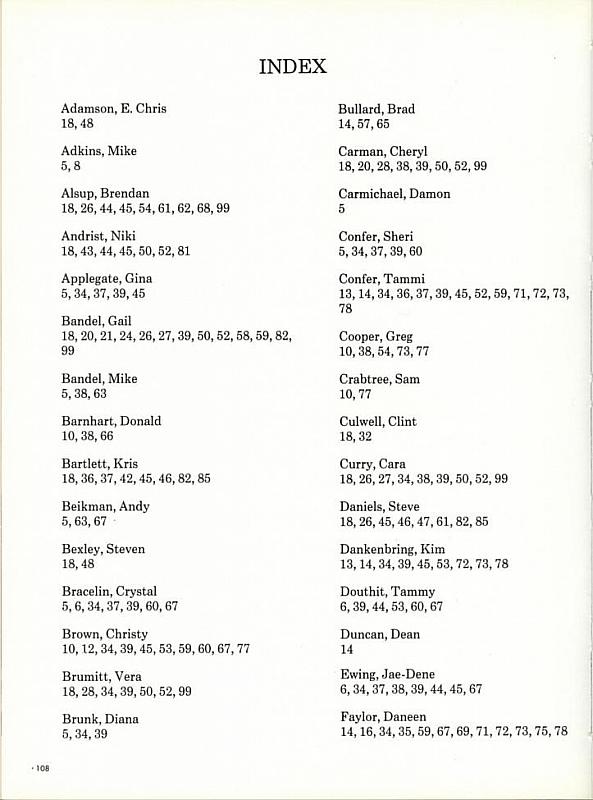 INDEX
Adamson, E. Chris
18, 48
Adkins, Mike
5, 8
Alsup, Brendan
18, 26, 44, 45, 54, 61, 62, 68, 99
Andrist, Niki
18, 43, 44, 45, 50, 52, 81
Applegate, Gina
5, 34, 37, 39, 45
Bandel, Gail
18, 20, 21, 24, 26, 27, 39, 50, 52, 58, 59, 82,
99
Bandel, Mike
5, 38, 63
Barnhart, Donald
10, 38, 66
Bartlett, Kris
18, 36, 37, 42, 45, 46, 82, 85
Beikman, Andy
5, 63, 67
Bexley, Steven
18, 48
Bracelin, Crystal
5, 6, 34, 37, 39, 60, 67
Brown, Christy
10, 12, 34, 39, 45, 53, 59, 60, 67, 77
Brumitt, Vera
18, 28, 34, 39, 50, 52, 99
Brunk, Diana
5, 34, 39
Bullard, Brad
14, 57, 65
Carman, Cheryl
18, 20, 28, 38, 39, 50, 52, 99
Carmichael, Damon
5
Confer, Sheri
5, 34, 37, 39, 60
Confer, Tammi
13, 14, 34, 36, 37, 39, 45, 52, 59, 71, 72, 73,
78
Cooper, Greg
10, 38, 54, 73, 77
Crabtree, Sam
10, 77
Culwell, Clint
18, 32
Curry, Cara
18, 26, 27, 34, 38, 39, 50, 52, 99
Daniels, Steve
18, 26, 45, 46, 47, 61, 82, 85
Dankenbring, Kim
13, 14, 34, 39, 45, 53, 72, 73, 78
Douthit, Tammy
6, 39, 44, 53, 60, 67
Duncan, Dean
14
Ewing, Jae-Dene
6, 34, 37, 38, 39, 44, 45, 67
Faylor, Daneen
14, 16, 34, 35, 59, 67, 69, 71, 72, 73, 75, 78
108